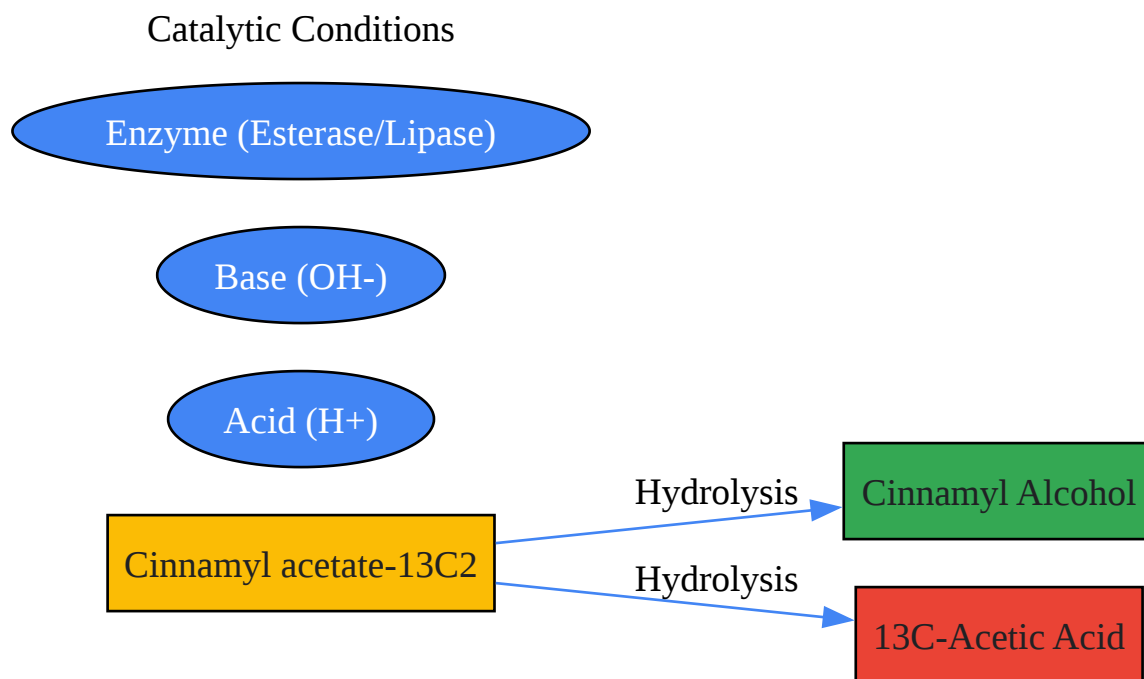 Catalytic Conditions
Enzyme (Esterase/Lipase)
Base (OH-)
Acid (H+)
Hydrolysis
Cinnamyl Alcohol
Cinnamyl acetate-13C2
Hydrolysis
13C-Acetic Acid